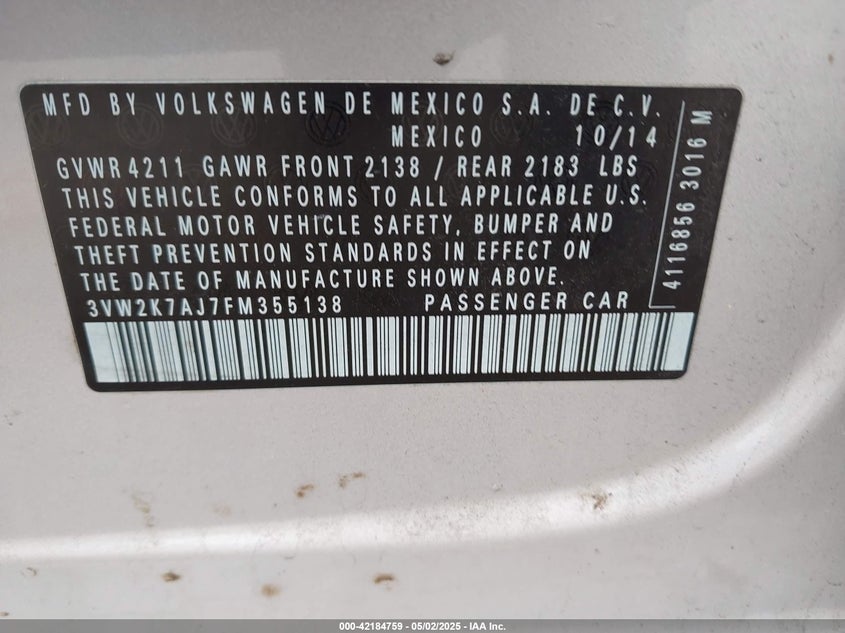 MFD BY VOLKSWAGEN DE MEXICO S.A. DE C.V.
MEXICO 10/14
GVWR 4211 GAWR FRONT 2138 / REAR 2183 LBS
THIS VEHICLE CONFORMS TO ALL APPLICABLE U.S.
FEDERAL MOTOR VEHICLE SAFETY, BUMPER AND
THEFT PREVENTION STANDARDS IN EFFECT ON
THE DATE OF MANUFACTURE SHOWN ABOVE.
3VW2K7AJ7FM355138 PASSENGER CAR
4116856 3016 M
000-42184759 — 05/02/2025 — IAA Inc.